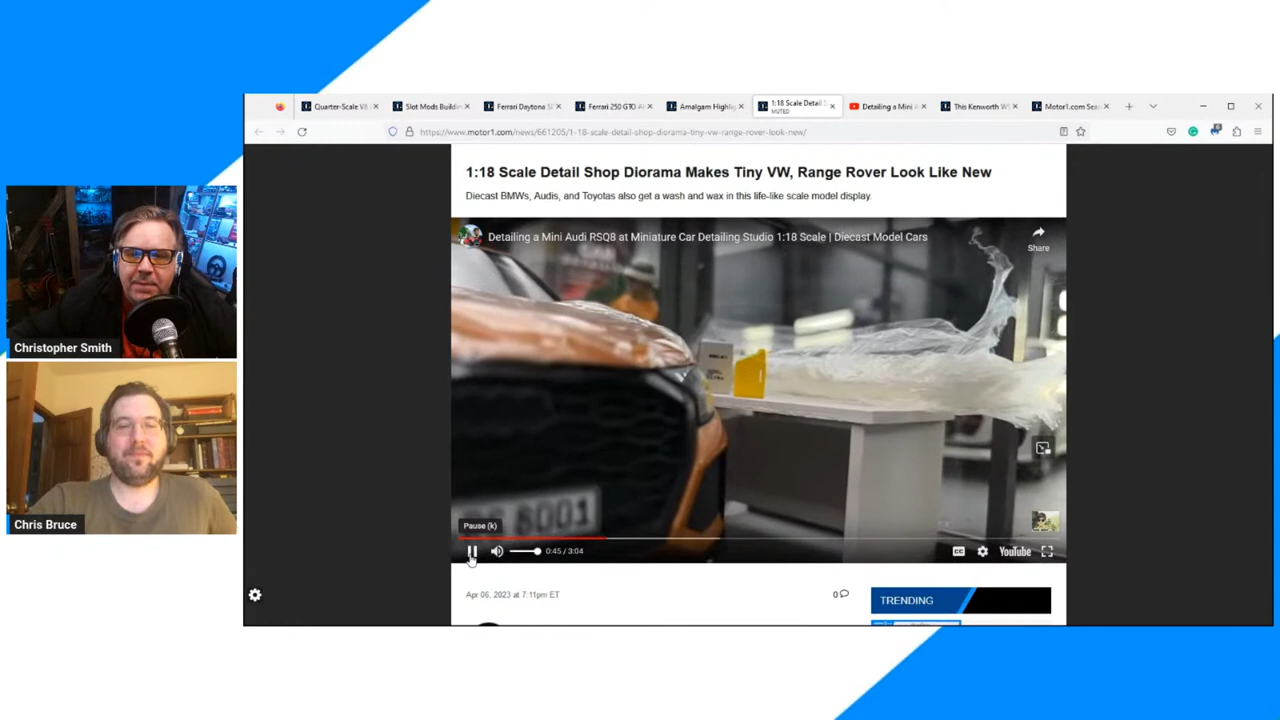 Quarter-Scale V8
Slot Mods Buildin
Ferrari Daytona S
Ferrari 250 GTO A
Amalgam Highlig
1:18 Scale Detail S
MUTED
Detailing a Mini A
This Kenworth W
Motor1.com Sear
https://www.motor1.com/news/661205/1-18-scale-detail-shop-diorama-tiny-vw-range-rover-look-new/
1:18 Scale Detail Shop Diorama Makes Tiny VW, Range Rover Look Like New
Diecast BMWs, Audis, and Toyotas also get a wash and wax in this life-like scale model display.
Detailing a Mini Audi RSQ8 at Miniature Car Detailing Studio 1:18 Scale | Diecast Model Cars
Share
Christopher Smith
Chris Bruce
Pause (k)
0:45 / 3:04
CC
YouTube
Apr 06, 2023 at 7:11pm ET
0
TRENDING